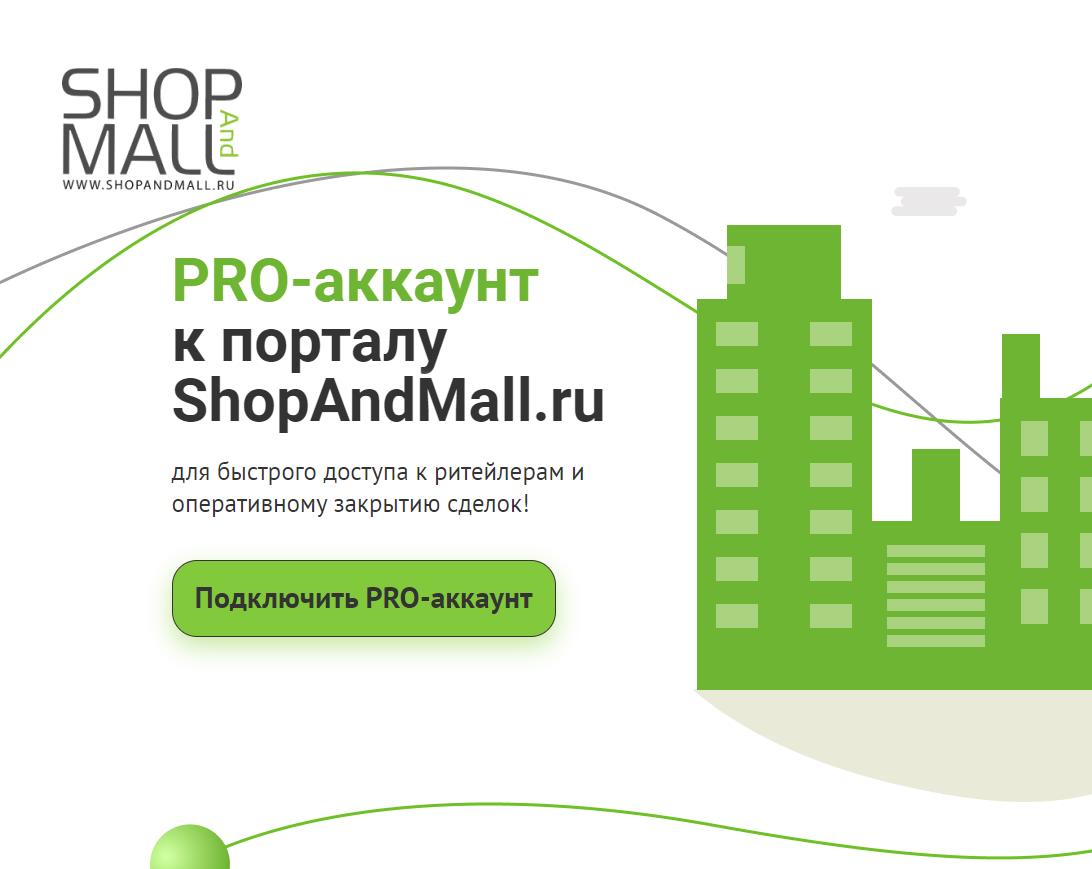 SHOP
And
MALL
WWW.SHOPANDMALL.RU
PRO-аккаунт
к порталу
ShopAndMall.ru
для быстрого доступа к ритейлерам и
оперативному закрытию сделок!
Подключить PRO-аккаунт